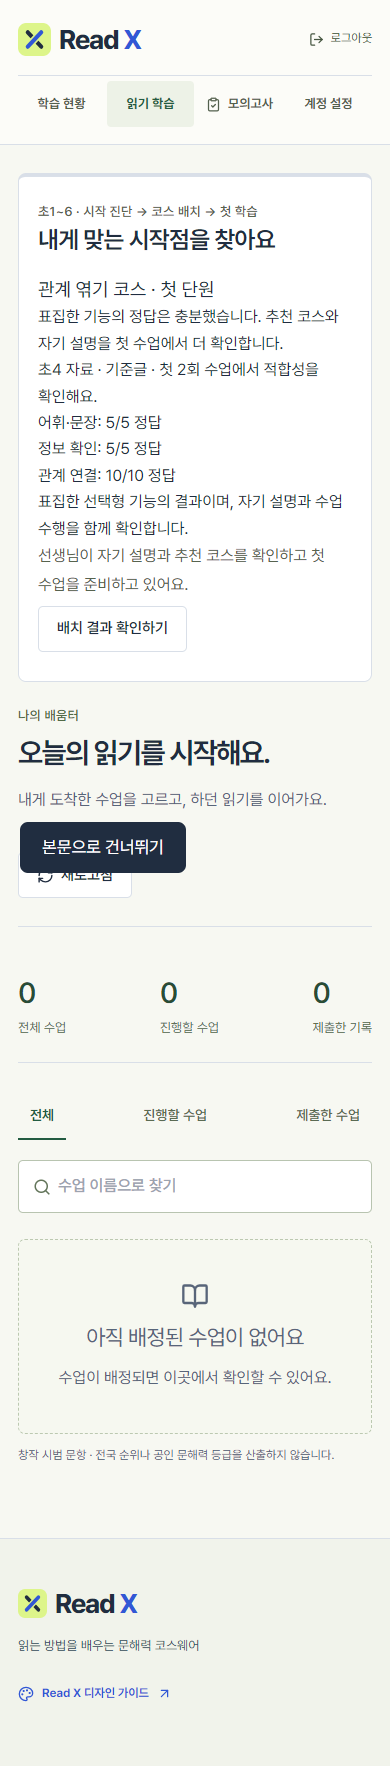 Read X
로그아웃
학습 현황
읽기 학습
모의고사
계정 설정
초1~6 · 시작 진단 → 코스 배치 → 첫 학습
내게 맞는 시작점을 찾아요
관계 엮기 코스 · 첫 단원
표집한 기능의 정답은 충분했습니다. 추천 코스와
자기 설명을 첫 수업에서 더 확인합니다.
초4 자료 · 기준글 · 첫 2회 수업에서 적합성을
확인해요.
어휘·문장: 5/5 정답
정보 확인: 5/5 정답
관계 연결: 10/10 정답
표집한 선택형 기능의 결과이며, 자기 설명과 수업
수행을 함께 확인합니다.
선생님이 자기 설명과 추천 코스를 확인하고 첫
수업을 준비하고 있어요.
배치 결과 확인하기
나의 배움터
오늘의 읽기를 시작해요.
내게 도착한 수업을 고르고, 하던 읽기를 이어가요.
본문으로 건너뛰기
새로고침
0
전체 수업
0
진행할 수업
0
제출한 기록
전체
진행할 수업
제출한 수업
수업 이름으로 찾기
아직 배정된 수업이 없어요
수업이 배정되면 이곳에서 확인할 수 있어요.
창작 시범 문항 · 전국 순위나 공인 문해력 등급을 산출하지 않습니다.
Read X
읽는 방법을 배우는 문해력 코스웨어
Read X 디자인 가이드